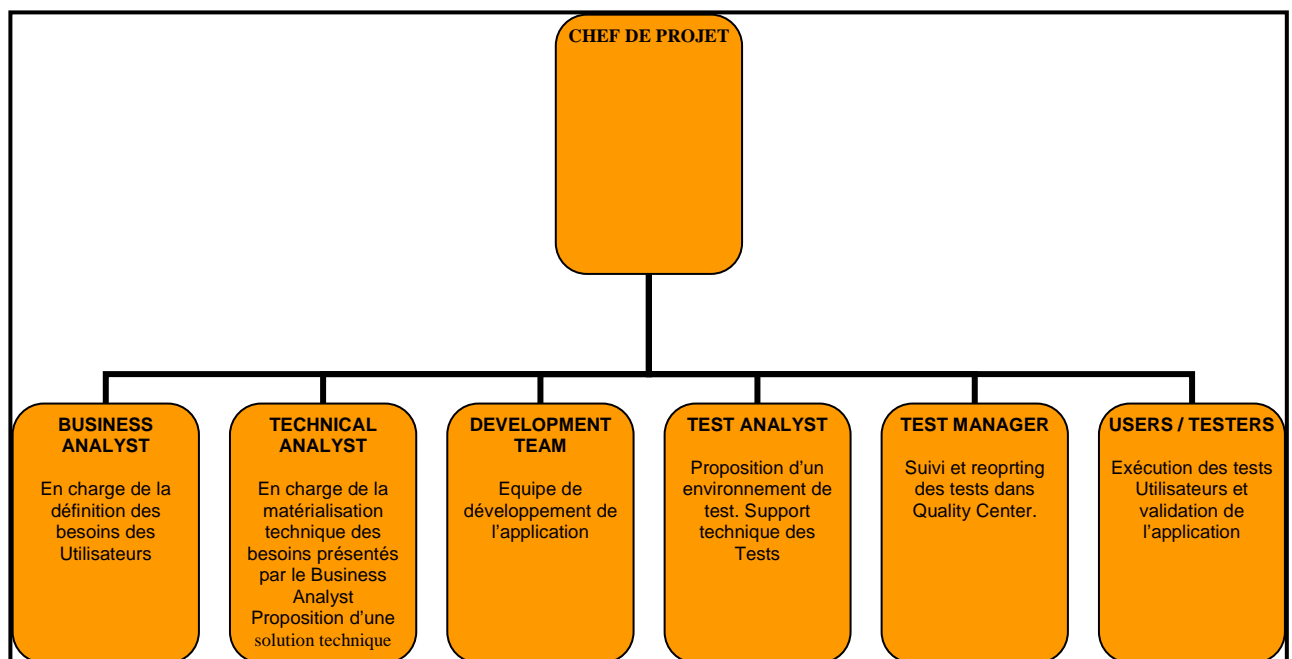 CHEF DE PROJET
BUSINESS
ANALYST
En charge de la
définition des
besoins des
Utilisateurs
TECHNICAL
ANALYST
En charge de la
matérialisation
technique des
besoins présentés
par le Business
Analyst
Proposition d’une
solution technique
DEVELOPMENT
TEAM
Equipe de
développement de
l’application
TEST ANALYST
Proposition d’un
environnement de
test. Support
technique des
Tests
TEST MANAGER
Suivi et reoprting
des tests dans
Quality Center.
USERS / TESTERS
Exécution des tests
Utilisateurs et
validation de
l’application